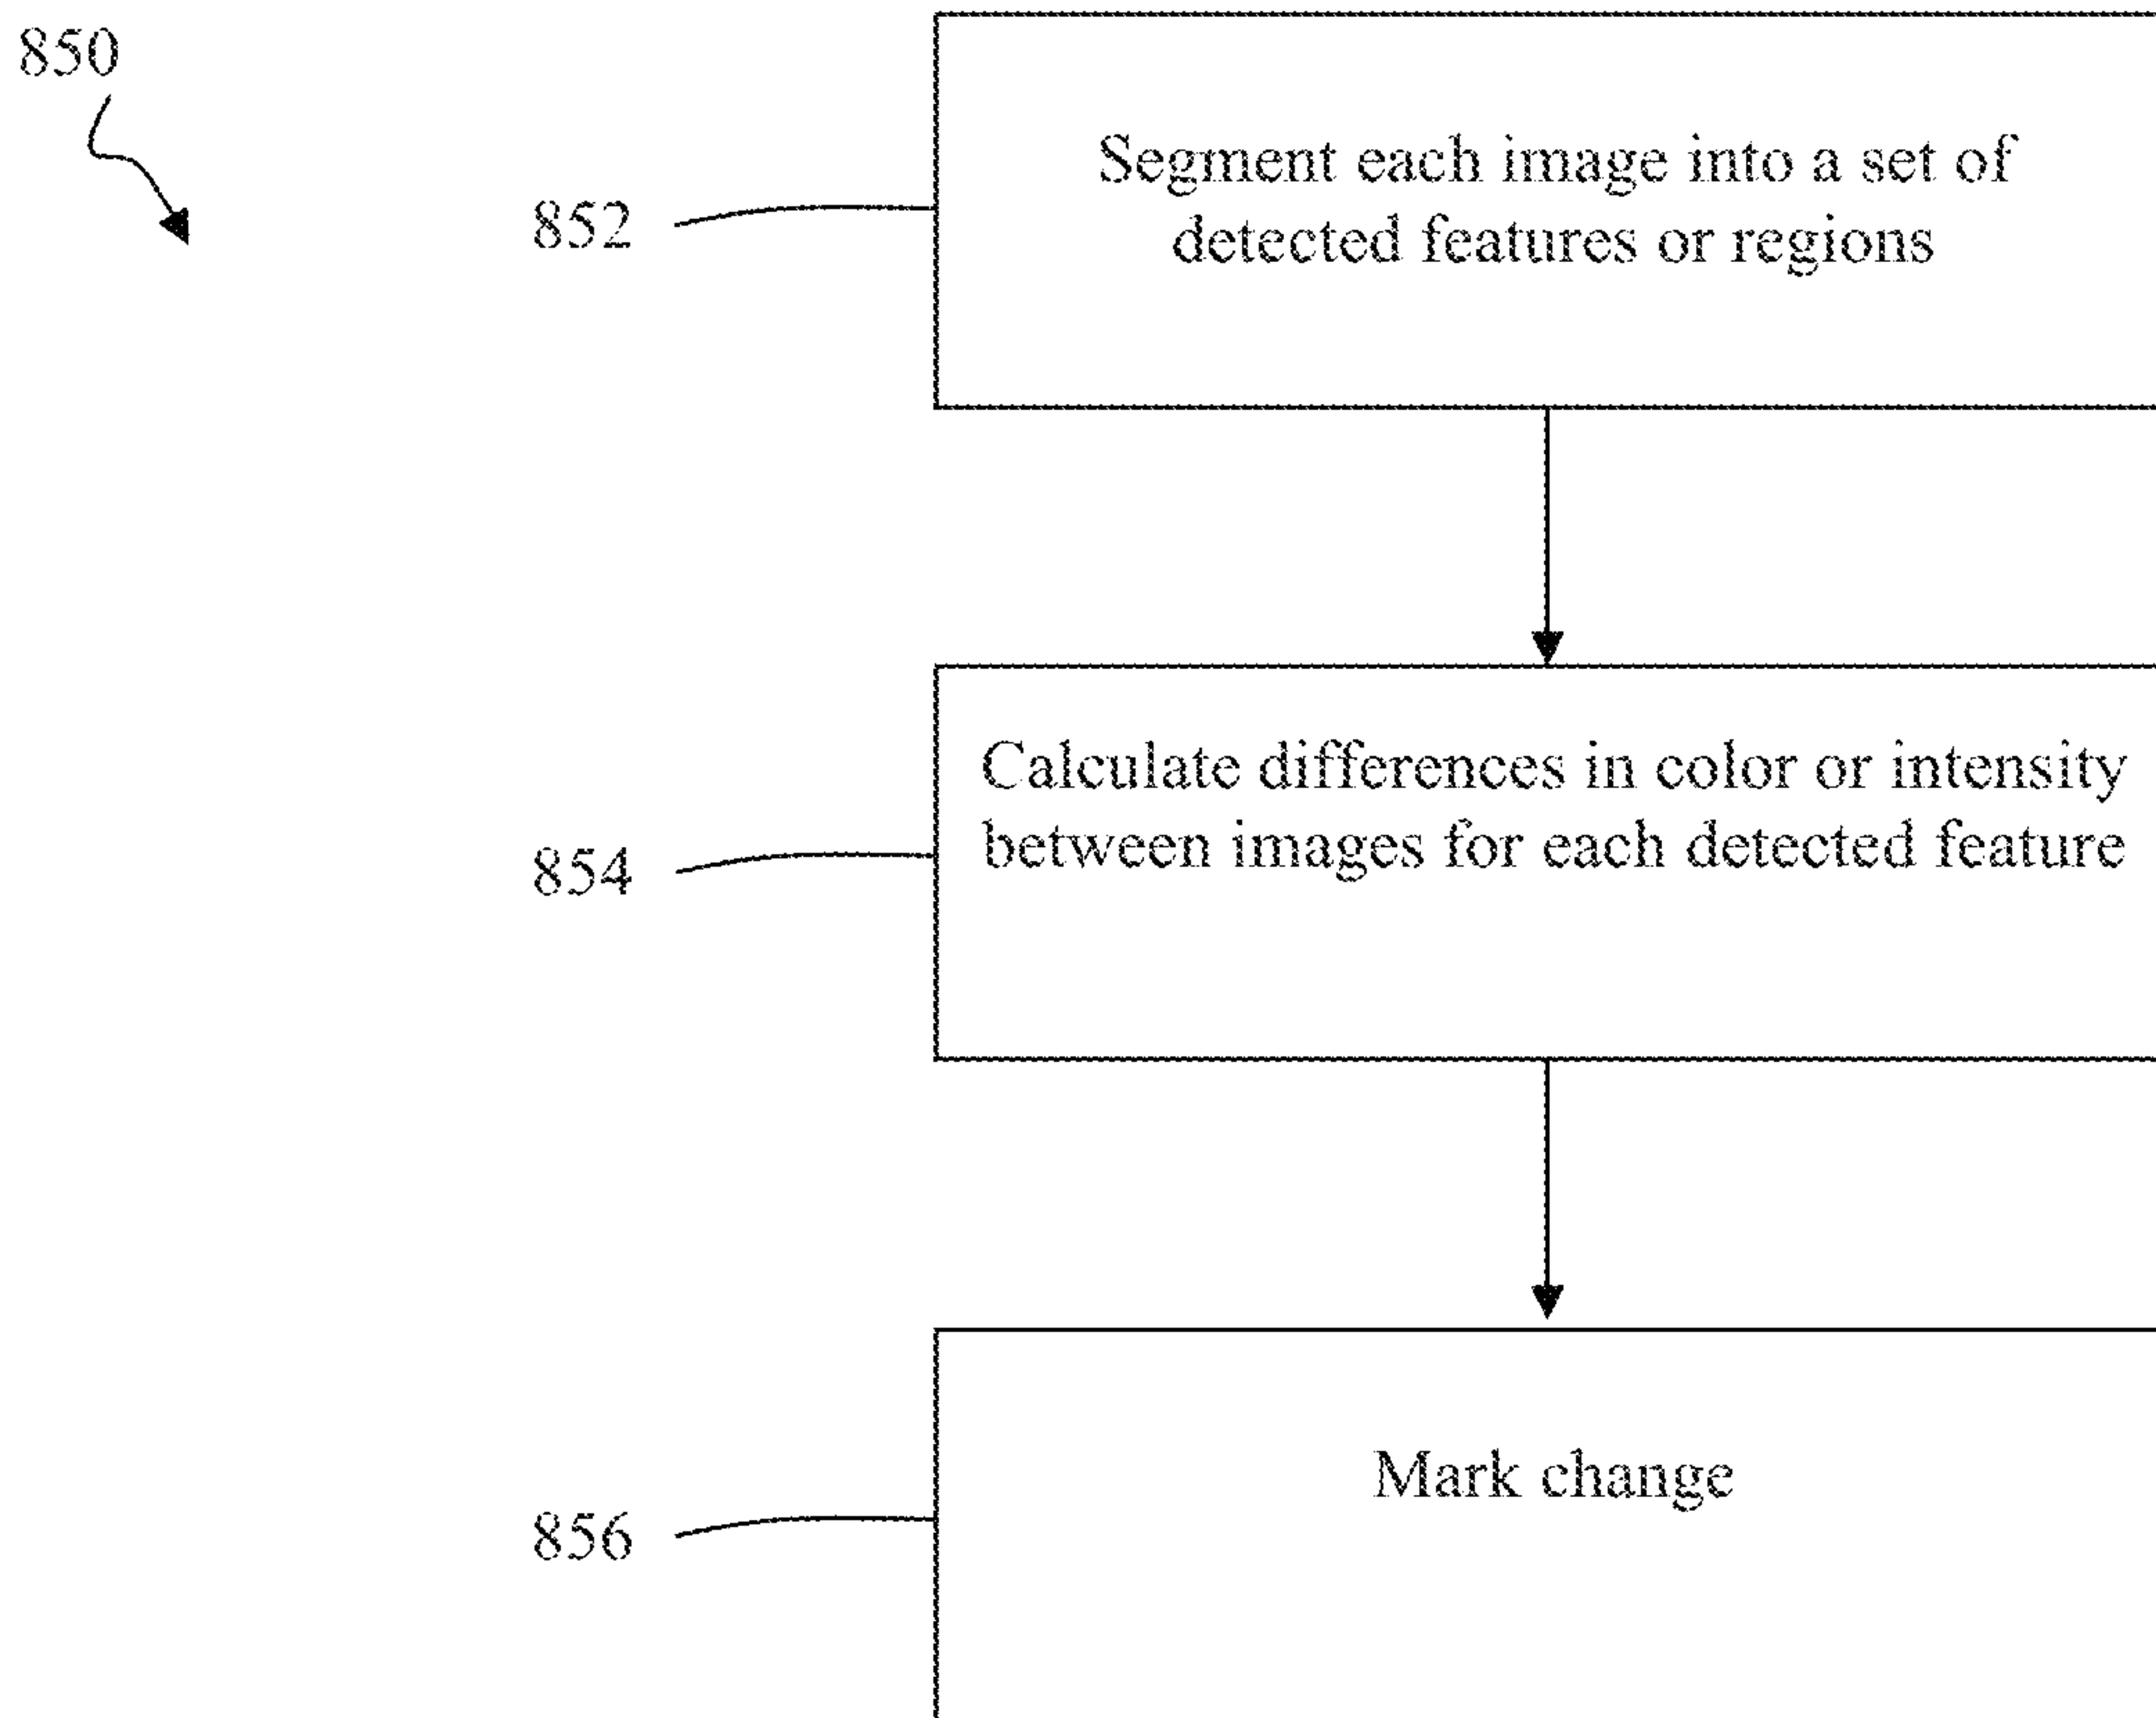 850
852
Segment each image into a set of
detected features or regions
854
Calculate differences in color or intensity
between images for each detected feature
856
Mark change